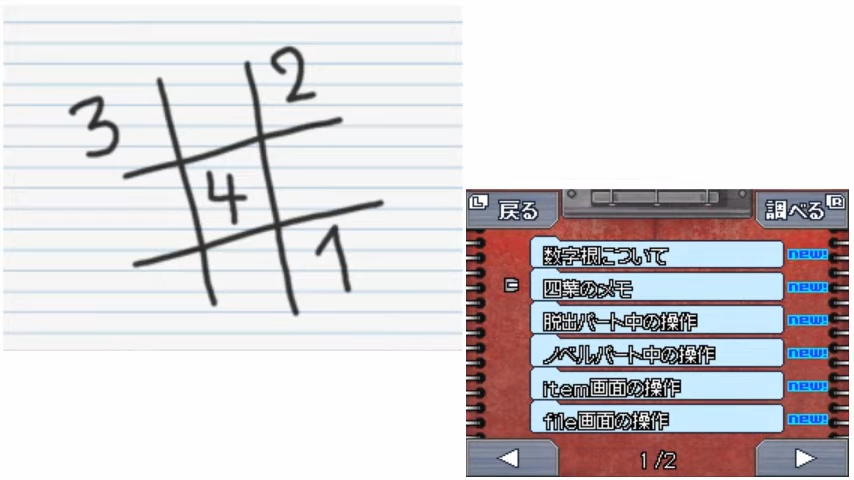 2
3
4
1
L 戻る
調べる R
数字根について new!
四葉のメモ new!
脱出パート中の操作 new!
ノベルパート中の操作 new!
item画面の操作 new!
file画面の操作 new!
1/2